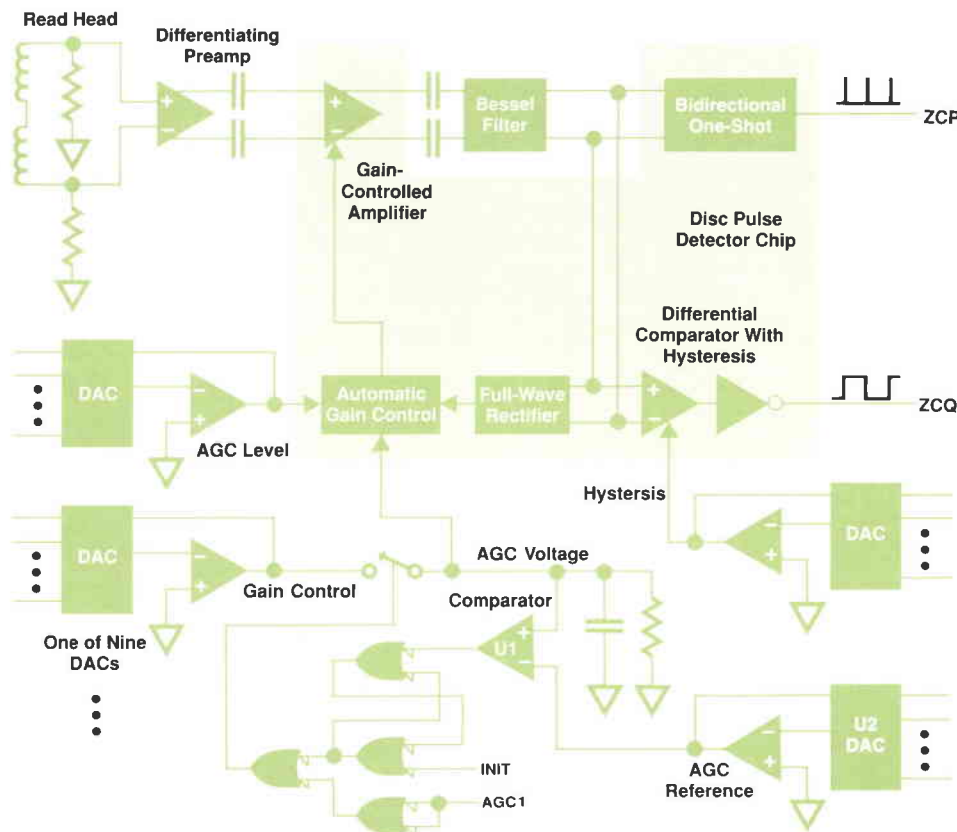 Read Head
Differentiating
Preamp
+
−
+
−
Bessel
Filter
Bidirectional
One-Shot
ZCP
Gain-
Controlled
Amplifier
Disc Pulse
Detector Chip
Differential
Comparator With
Hysteresis
DAC
−
+
AGC Level
Automatic
Gain Control
Full-Wave
Rectifier
+
−
ZCQ
Hystersis
DAC
−
+
DAC
−
+
Gain Control
AGC Voltage
Comparator
One of Nine
DACs
U1
+
−
U2
DAC
−
+
INIT
AGC1
AGC
Reference